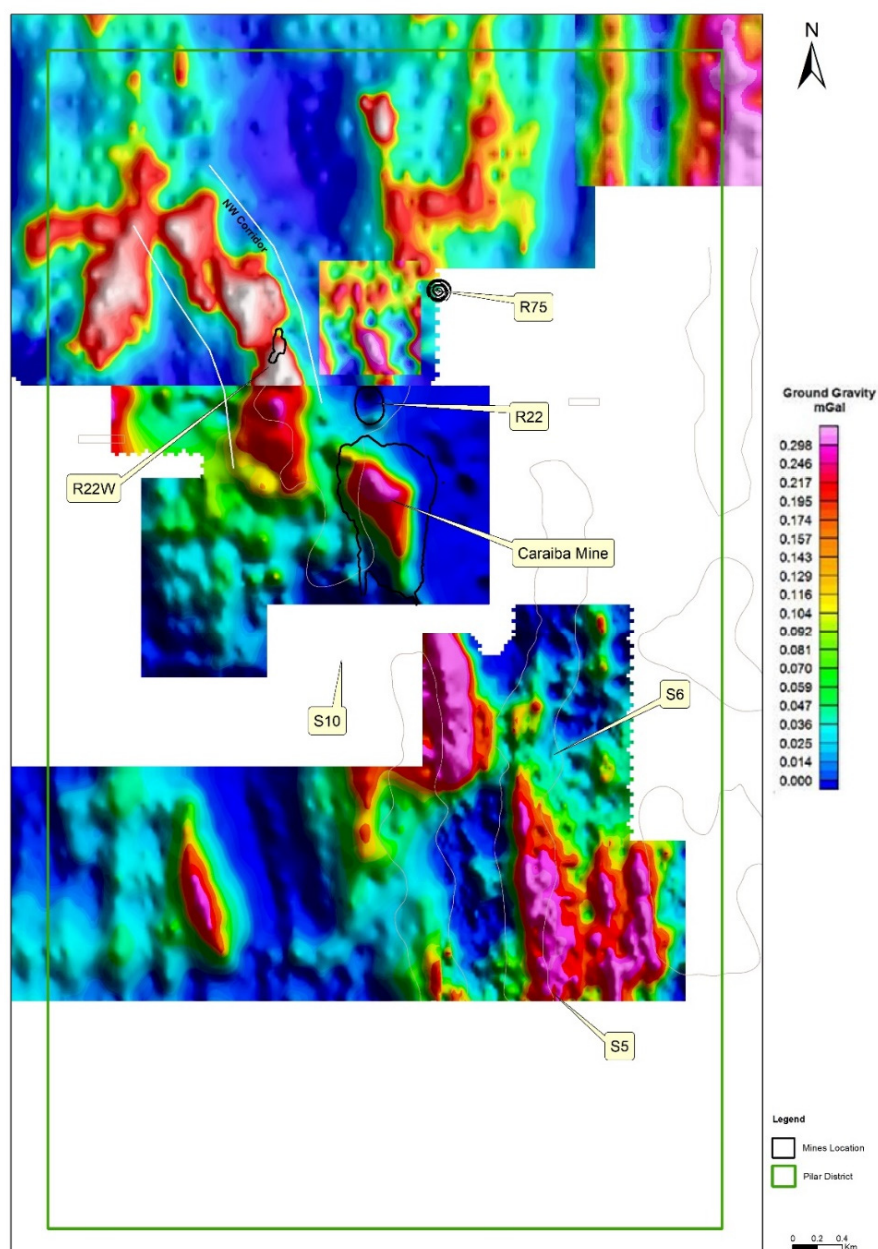 N
NW Corridor
R75
R22
R22W
Caraiba Mine
S10
S6
S5
Ground Gravity
mGal
0.298
0.246
0.217
0.195
0.174
0.157
0.143
0.129
0.116
0.104
0.092
0.081
0.070
0.059
0.047
0.036
0.025
0.014
0.000
Legend
Mines Location
Pilar District
0 0.2 0.4
Km